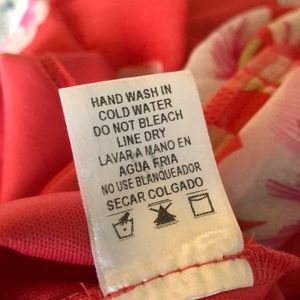 HAND WASH IN
COLD WATER
DO NOT BLEACH
LINE DRY
LAVAR A MANO EN
AGUA FRIA
NO USE BLANQUEADOR
SECAR COLGADO